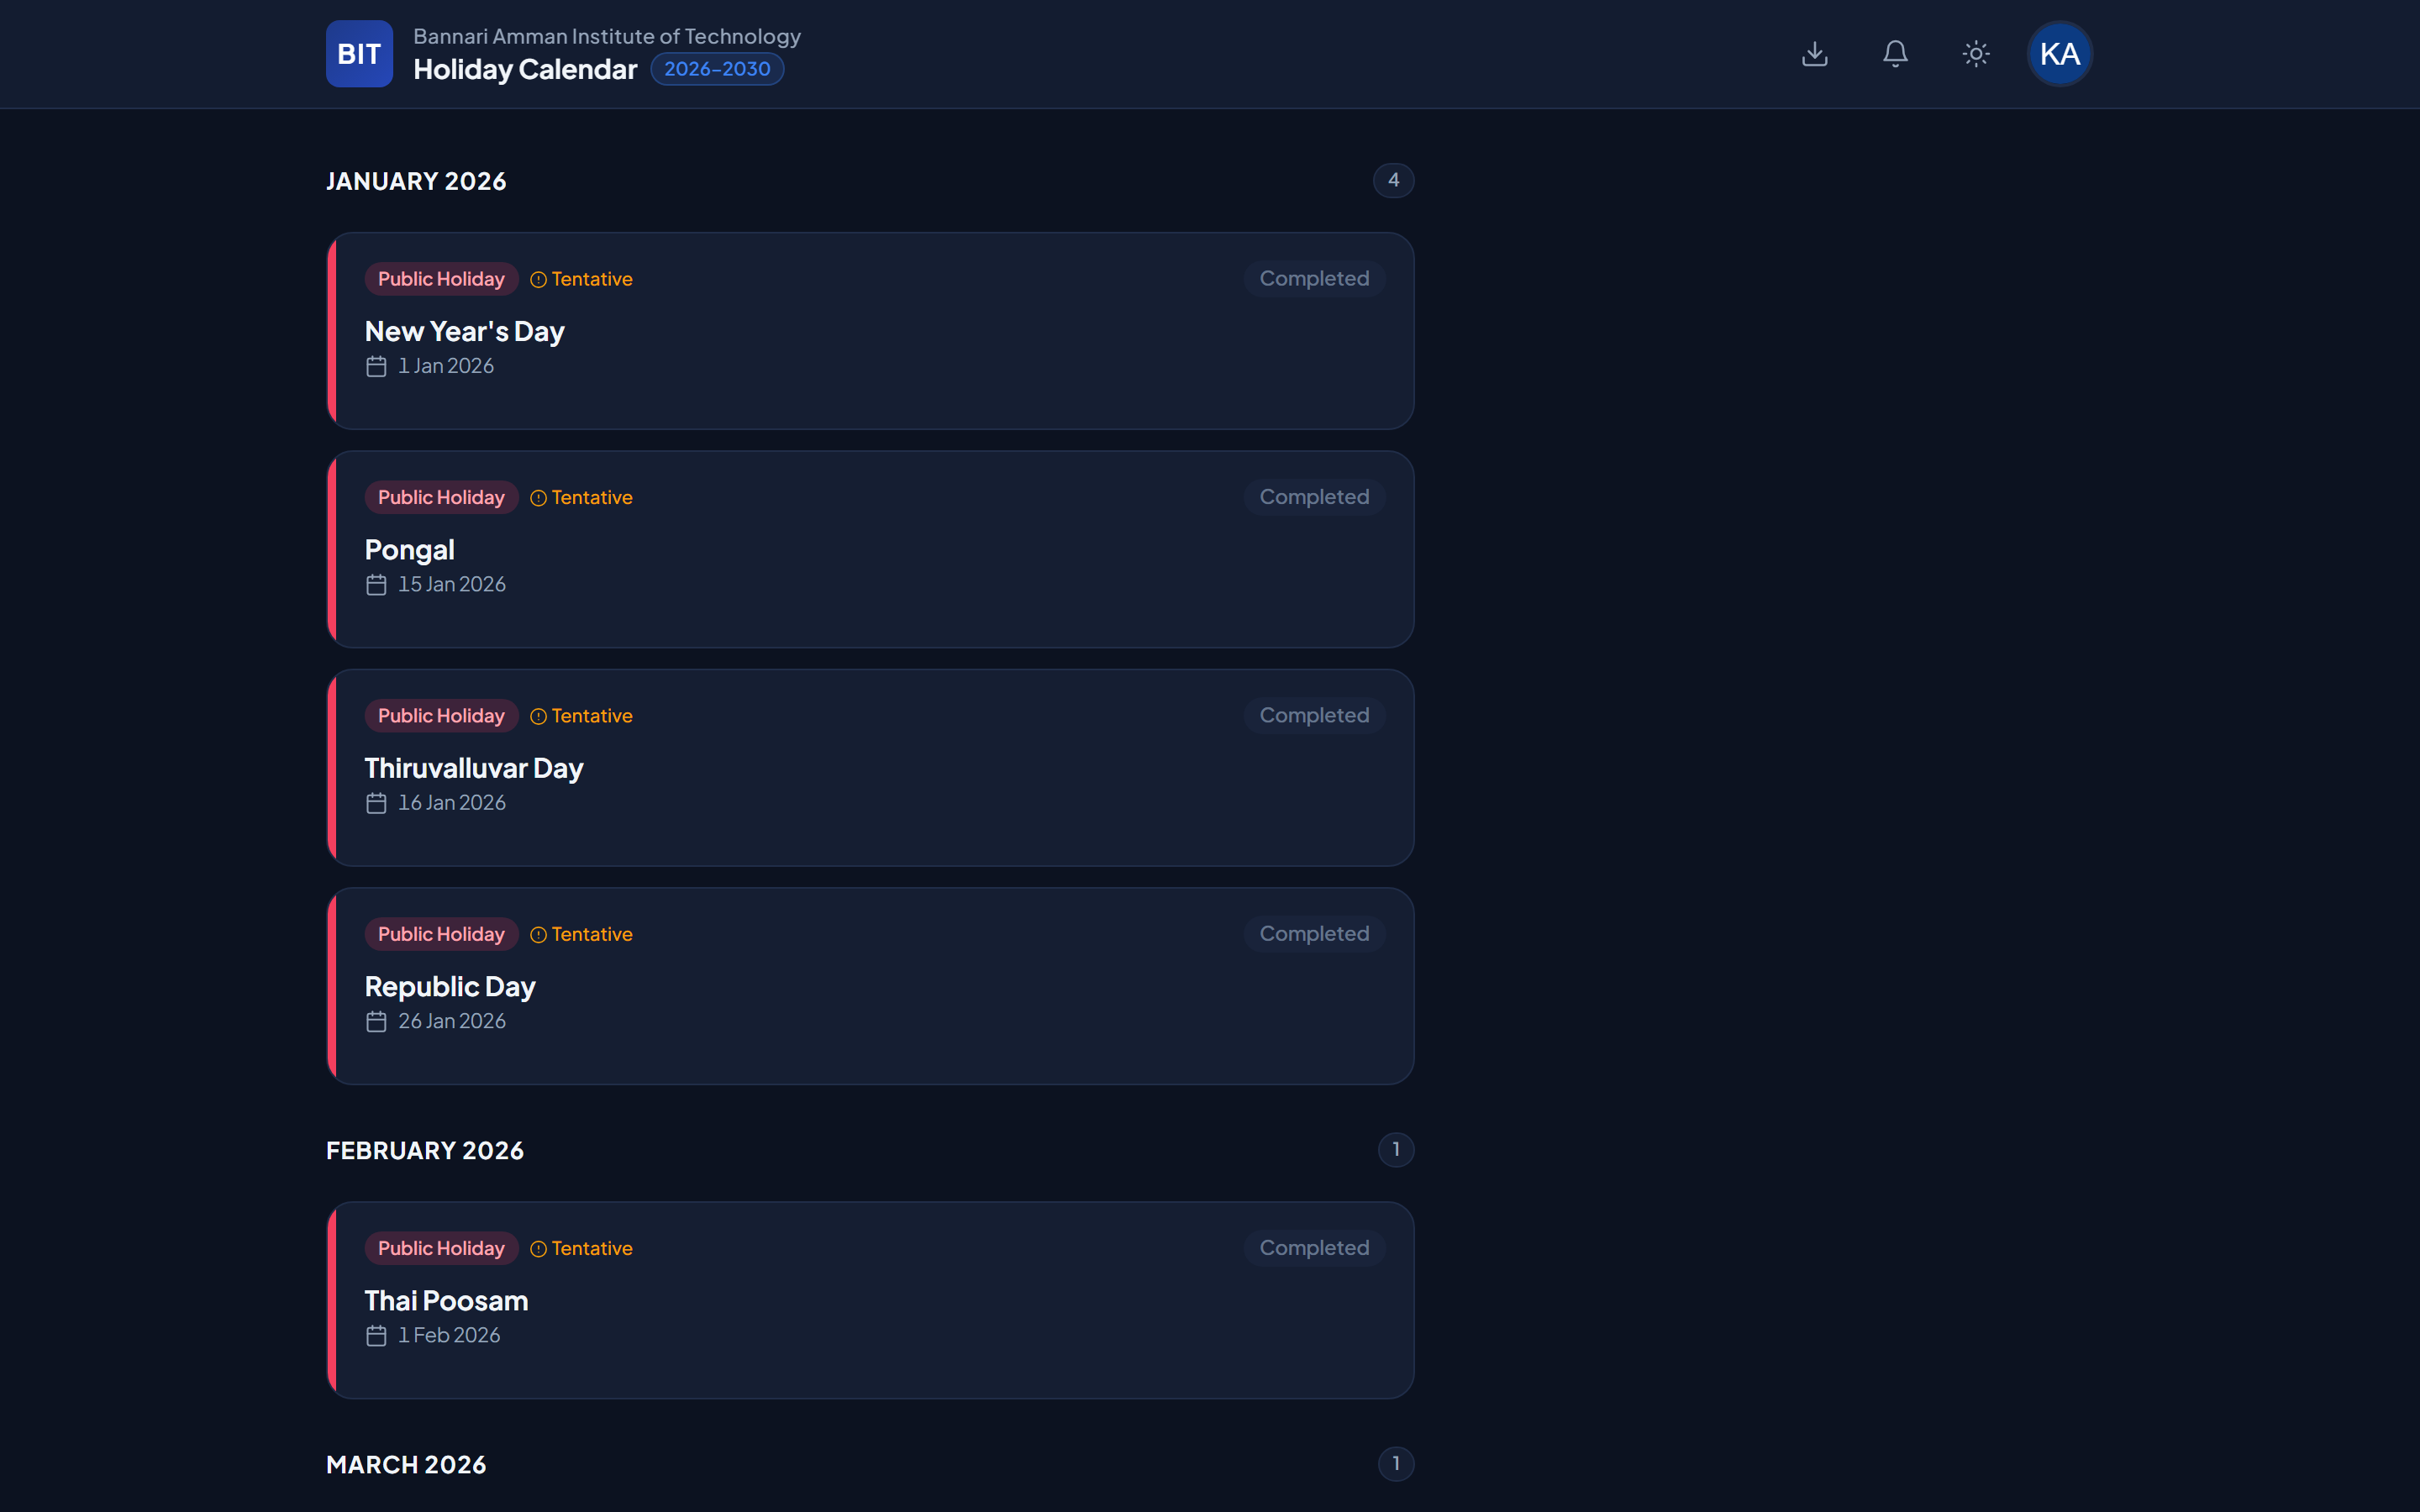 BIT
Bannari Amman Institute of Technology
Holiday Calendar 2026–2030
KA
JANUARY 2026 4
Public Holiday Tentative Completed
New Year's Day
1 Jan 2026
Public Holiday Tentative Completed
Pongal
15 Jan 2026
Public Holiday Tentative Completed
Thiruvalluvar Day
16 Jan 2026
Public Holiday Tentative Completed
Republic Day
26 Jan 2026
FEBRUARY 2026 1
Public Holiday Tentative Completed
Thai Poosam
1 Feb 2026
MARCH 2026 1